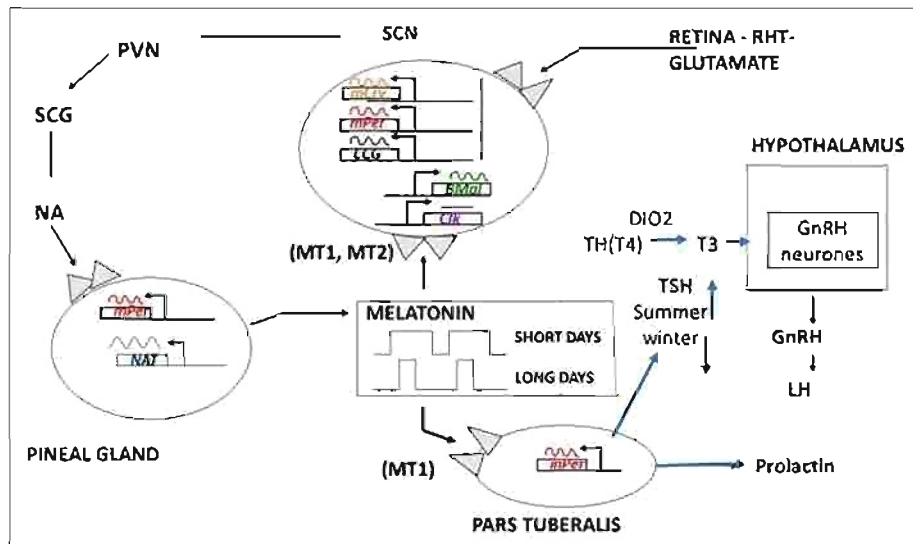 SCN
RETINA - RHT-
GLUTAMATE
PVN
SCG
NA
mCry
mPer
CCG
BMal
Clk
(MT1, MT2)
HYPOTHALAMUS
GnRH
neurones
DiO2
TH(T4)
T3
TSH
Summer
winter
GnRH
LH
mPer
NAT
PINEAL GLAND
MELATONIN
SHORT DAYS
LONG DAYS
(MT1)
mPer
Prolactin
PARS TUBERALIS